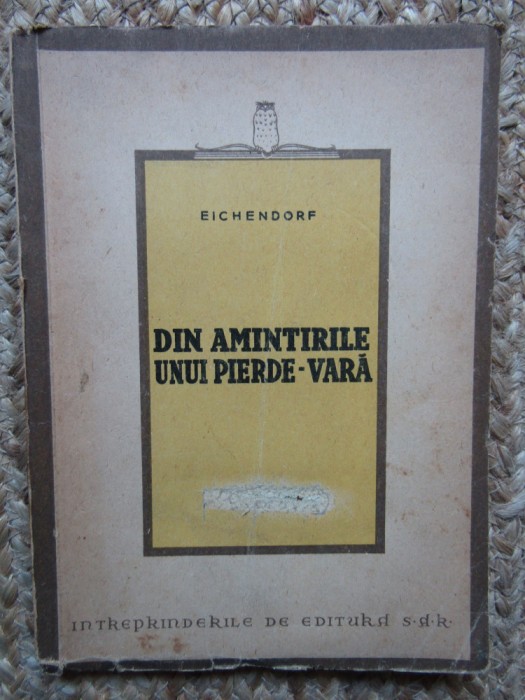 EICHENDORF
DIN AMINTIRILE
UNUI PIERDE-VARĂ
INTREPRINDERILE DE EDITURĂ S.A.R.